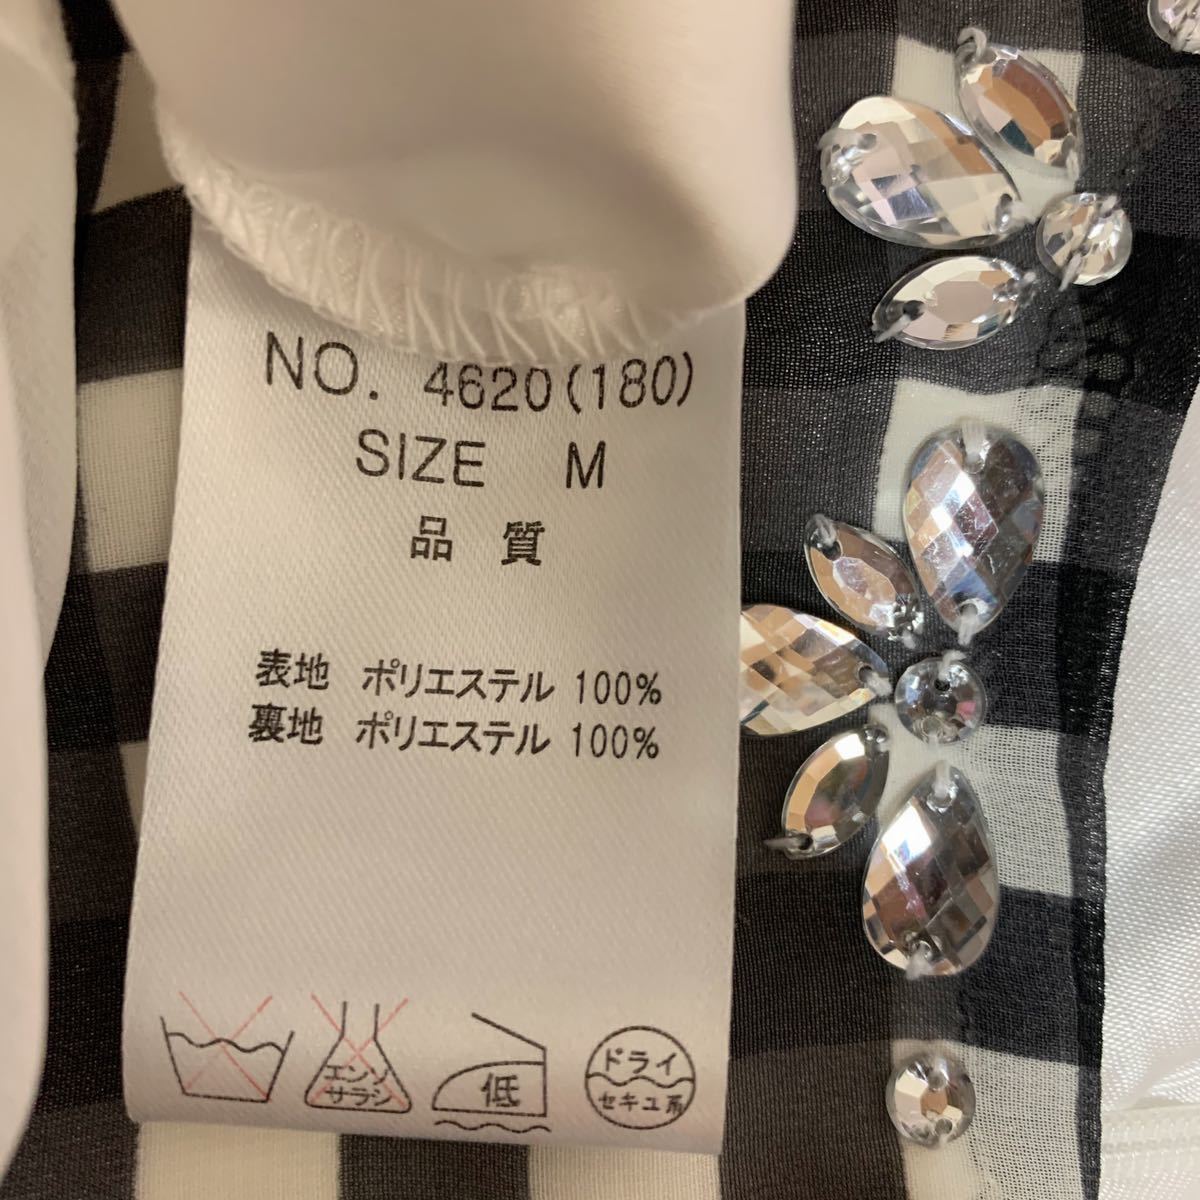 NO. 4620(180)
SIZE M
品 質
表地 ポリエステル 100%
裏地 ポリエステル 100%
エンソ
サラシ
低
ドライ
セキユ系